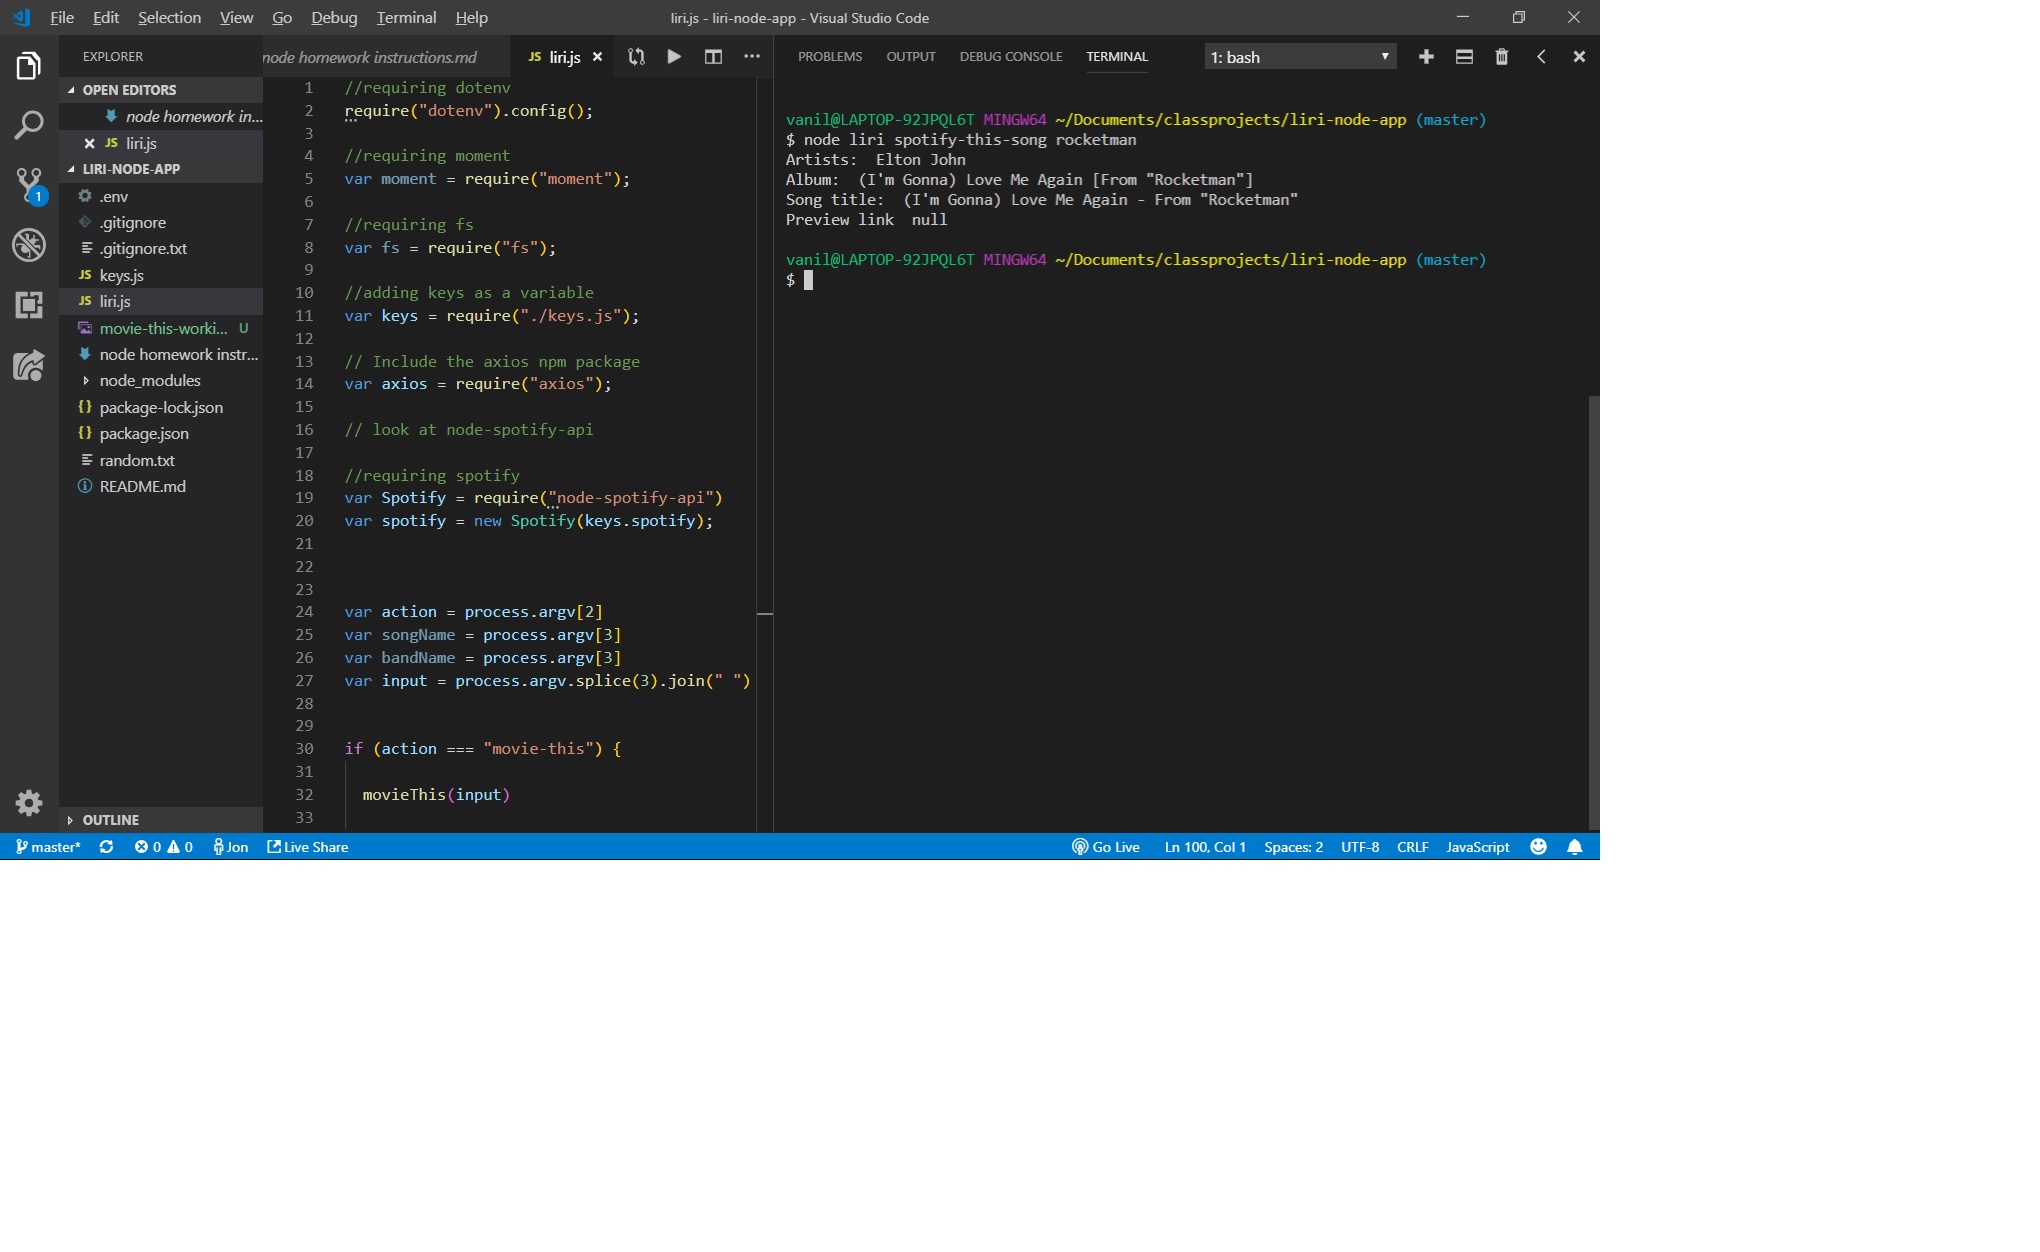 File Edit Selection View Go Debug Terminal Help
liri.js - liri-node-app - Visual Studio Code
EXPLORER
OPEN EDITORS
node homework in...
JS liri.js
LIRI-NODE-APP
.env
.gitignore
.gitignore.txt
JS keys.js
JS liri.js
movie-this-worki... U
node homework instr...
node_modules
{} package-lock.json
{} package.json
random.txt
README.md
OUTLINE
1
node homework instructions.md
JS liri.js
1 //requiring dotenv
2 require("dotenv").config();
3
4 //requiring moment
5 var moment = require("moment");
6
7 //requiring fs
8 var fs = require("fs");
9
10 //adding keys as a variable
11 var keys = require("./keys.js");
12
13 // Include the axios npm package
14 var axios = require("axios");
15
16 // look at node-spotify-api
17
18 //requiring spotify
19 var Spotify = require("node-spotify-api")
20 var spotify = new Spotify(keys.spotify);
21
22
23
24 var action = process.argv[2]
25 var songName = process.argv[3]
26 var bandName = process.argv[3]
27 var input = process.argv.splice(3).join(" ")
28
29
30 if (action === "movie-this") {
31
32 movieThis(input)
33
PROBLEMS OUTPUT DEBUG CONSOLE TERMINAL
1: bash
vanil@LAPTOP-92JPQL6T MINGW64 ~/Documents/classprojects/liri-node-app (master)
$ node liri spotify-this-song rocketman
Artists: Elton John
Album: (I'm Gonna) Love Me Again [From "Rocketman"]
Song title: (I'm Gonna) Love Me Again - From "Rocketman"
Preview link null
vanil@LAPTOP-92JPQL6T MINGW64 ~/Documents/classprojects/liri-node-app (master)
$
master* 0 0 Jon Live Share
Go Live Ln 100, Col 1 Spaces: 2 UTF-8 CRLF JavaScript